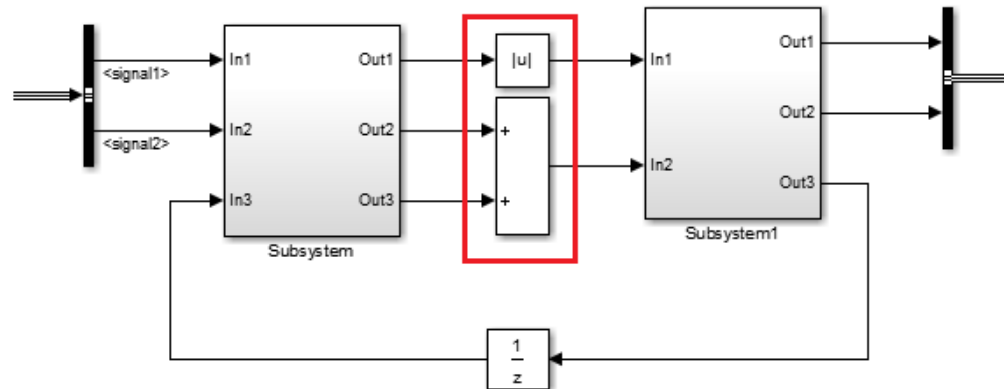 <signal1>
<signal2>
In1
In2
In3
Out1
Out2
Out3
Subsystem
|u|
+
+
In1
In2
Out1
Out2
Out3
Subsystem1
1
z